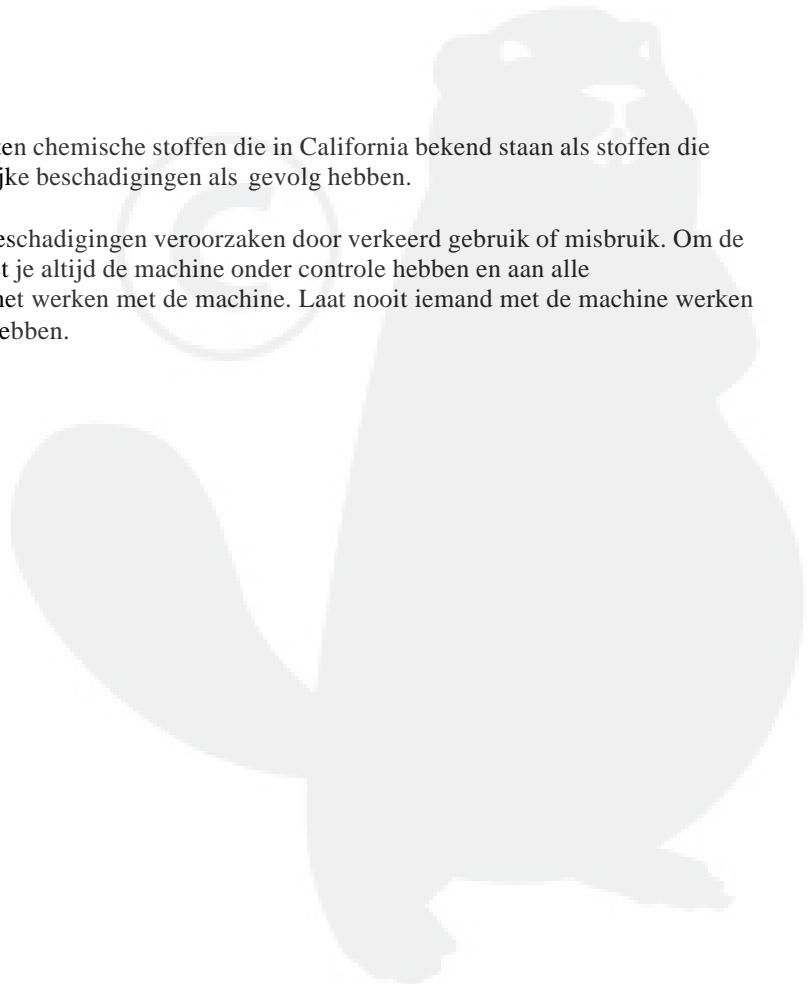 ten chemische stoffen die in California bekend staan als stoffen die
jke beschadigingen als gevolg hebben.
eschadigingen veroorzaken door verkeerd gebruik of misbruik. Om de
t je altijd de machine onder controle hebben en aan alle
het werken met de machine. Laat nooit iemand met de machine werken
ebben.
©